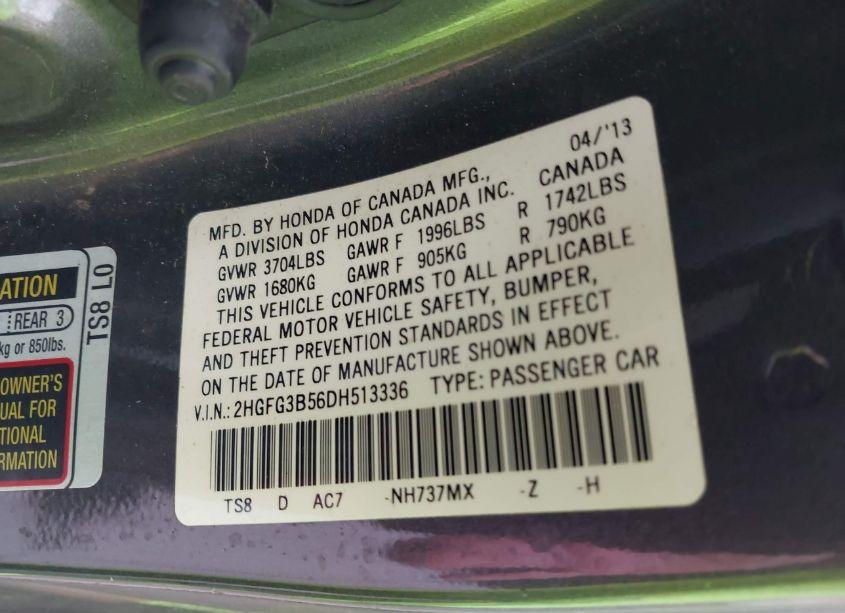 04/'13
MFD. BY HONDA OF CANADA MFG.,
A DIVISION OF HONDA CANADA INC. CANADA
GVWR 3704LBS GAWR F 1996LBS R 1742LBS
GVWR 1680KG GAWR F 905KG R 790KG
THIS VEHICLE CONFORMS TO ALL APPLICABLE
FEDERAL MOTOR VEHICLE SAFETY, BUMPER,
AND THEFT PREVENTION STANDARDS IN EFFECT
ON THE DATE OF MANUFACTURE SHOWN ABOVE.
V.I.N.: 2HGFG3B56DH513336 TYPE: PASSENGER CAR
TS8 D AC7 -NH737MX -Z -H
ATION
REAR 3
kg or 850lbs.
OWNER'S
UAL FOR
TIONAL
RMATION
TS8 L0